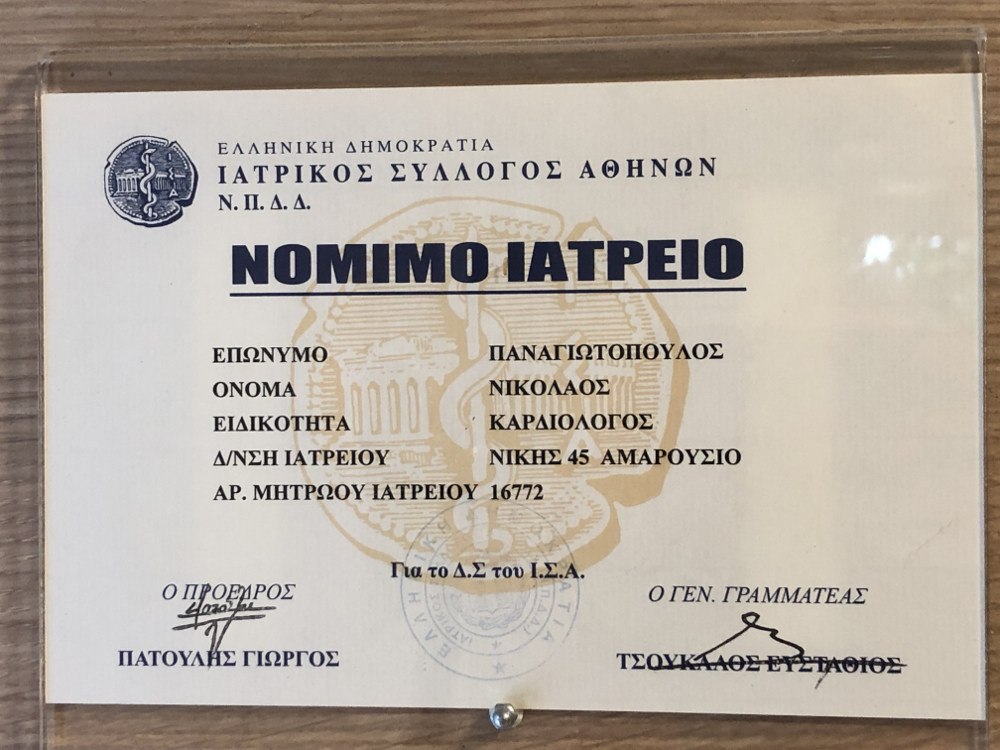 ΕΛΛΗΝΙΚΗ ΔΗΜΟΚΡΑΤΙΑ
ΙΑΤΡΙΚΟΣ ΣΥΛΛΟΓΟΣ ΑΘΗΝΩΝ
Ν. Π. Δ. Δ.
ΝΟΜΙΜΟ ΙΑΤΡΕΙΟ
ΕΠΩΝΥΜΟ ΠΑΝΑΓΙΩΤΟΠΟΥΛΟΣ
ΟΝΟΜΑ ΝΙΚΟΛΑΟΣ
ΕΙΔΙΚΟΤΗΤΑ ΚΑΡΔΙΟΛΟΓΟΣ
Δ/ΝΣΗ ΙΑΤΡΕΙΟΥ ΝΙΚΗΣ 45 ΑΜΑΡΟΥΣΙΟ
ΑΡ. ΜΗΤΡΩΟΥ ΙΑΤΡΕΙΟΥ 16772
Για το Δ.Σ του Ι.Σ.Α.
Ο ΠΡΟΕΔΡΟΣ Ο ΓΕΝ. ΓΡΑΜΜΑΤΕΑΣ
ΠΑΤΟΥΛΗΣ ΓΙΩΡΓΟΣ ΤΣΟΥΚΑΛΟΣ ΕΥΣΤΑΘΙΟΣ